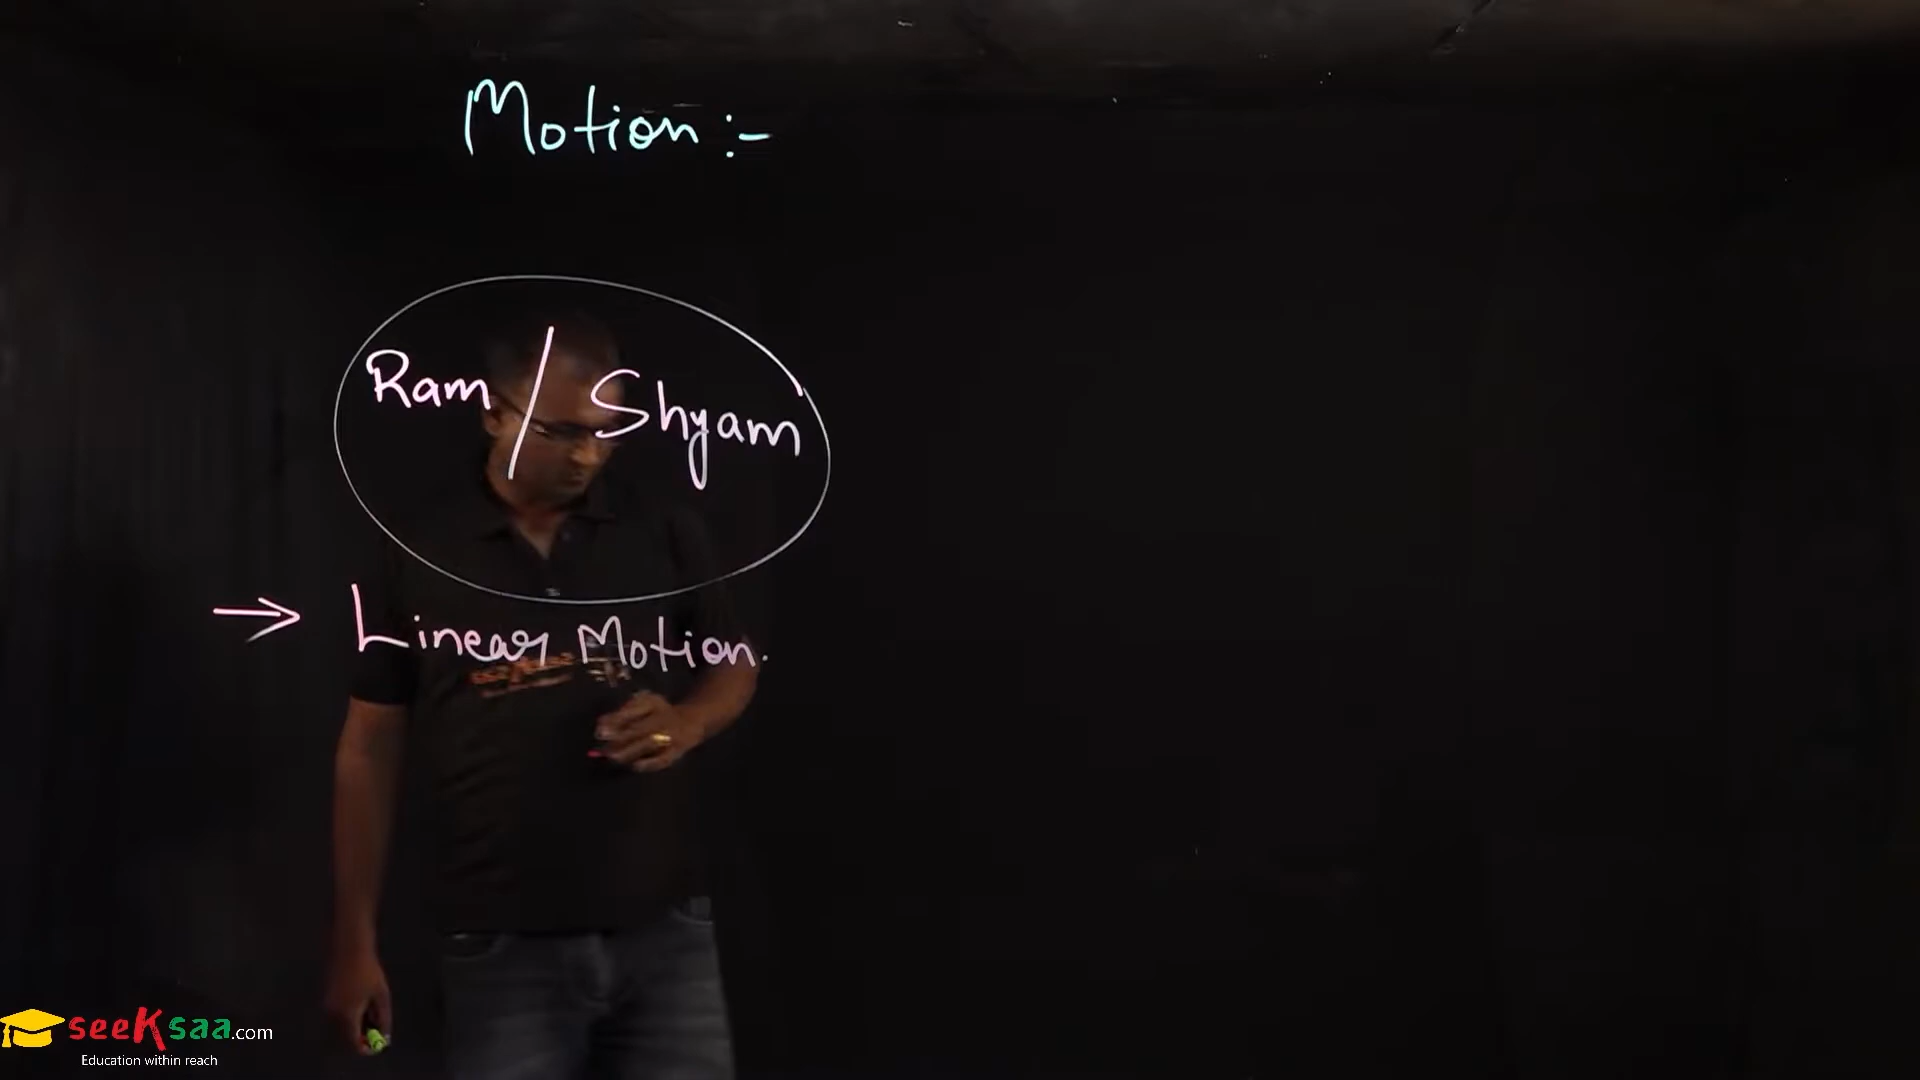 Motion :-
Ram / Shyam
→ Linear Motion.
seeKsaa.com
Education within reach